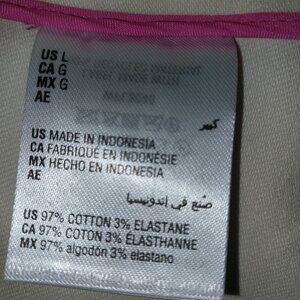 US L
CA G
MX G
AE
كبير
US MADE IN INDONESIA
CA FABRIQUÉ EN INDONÉSIE
MX HECHO EN INDONESIA
AE
صنع في إندونيسيا
US 97% COTTON 3% ELASTANE
CA 97% COTON 3% ÉLASTHANNE
MX 97% algodón 3% elastano